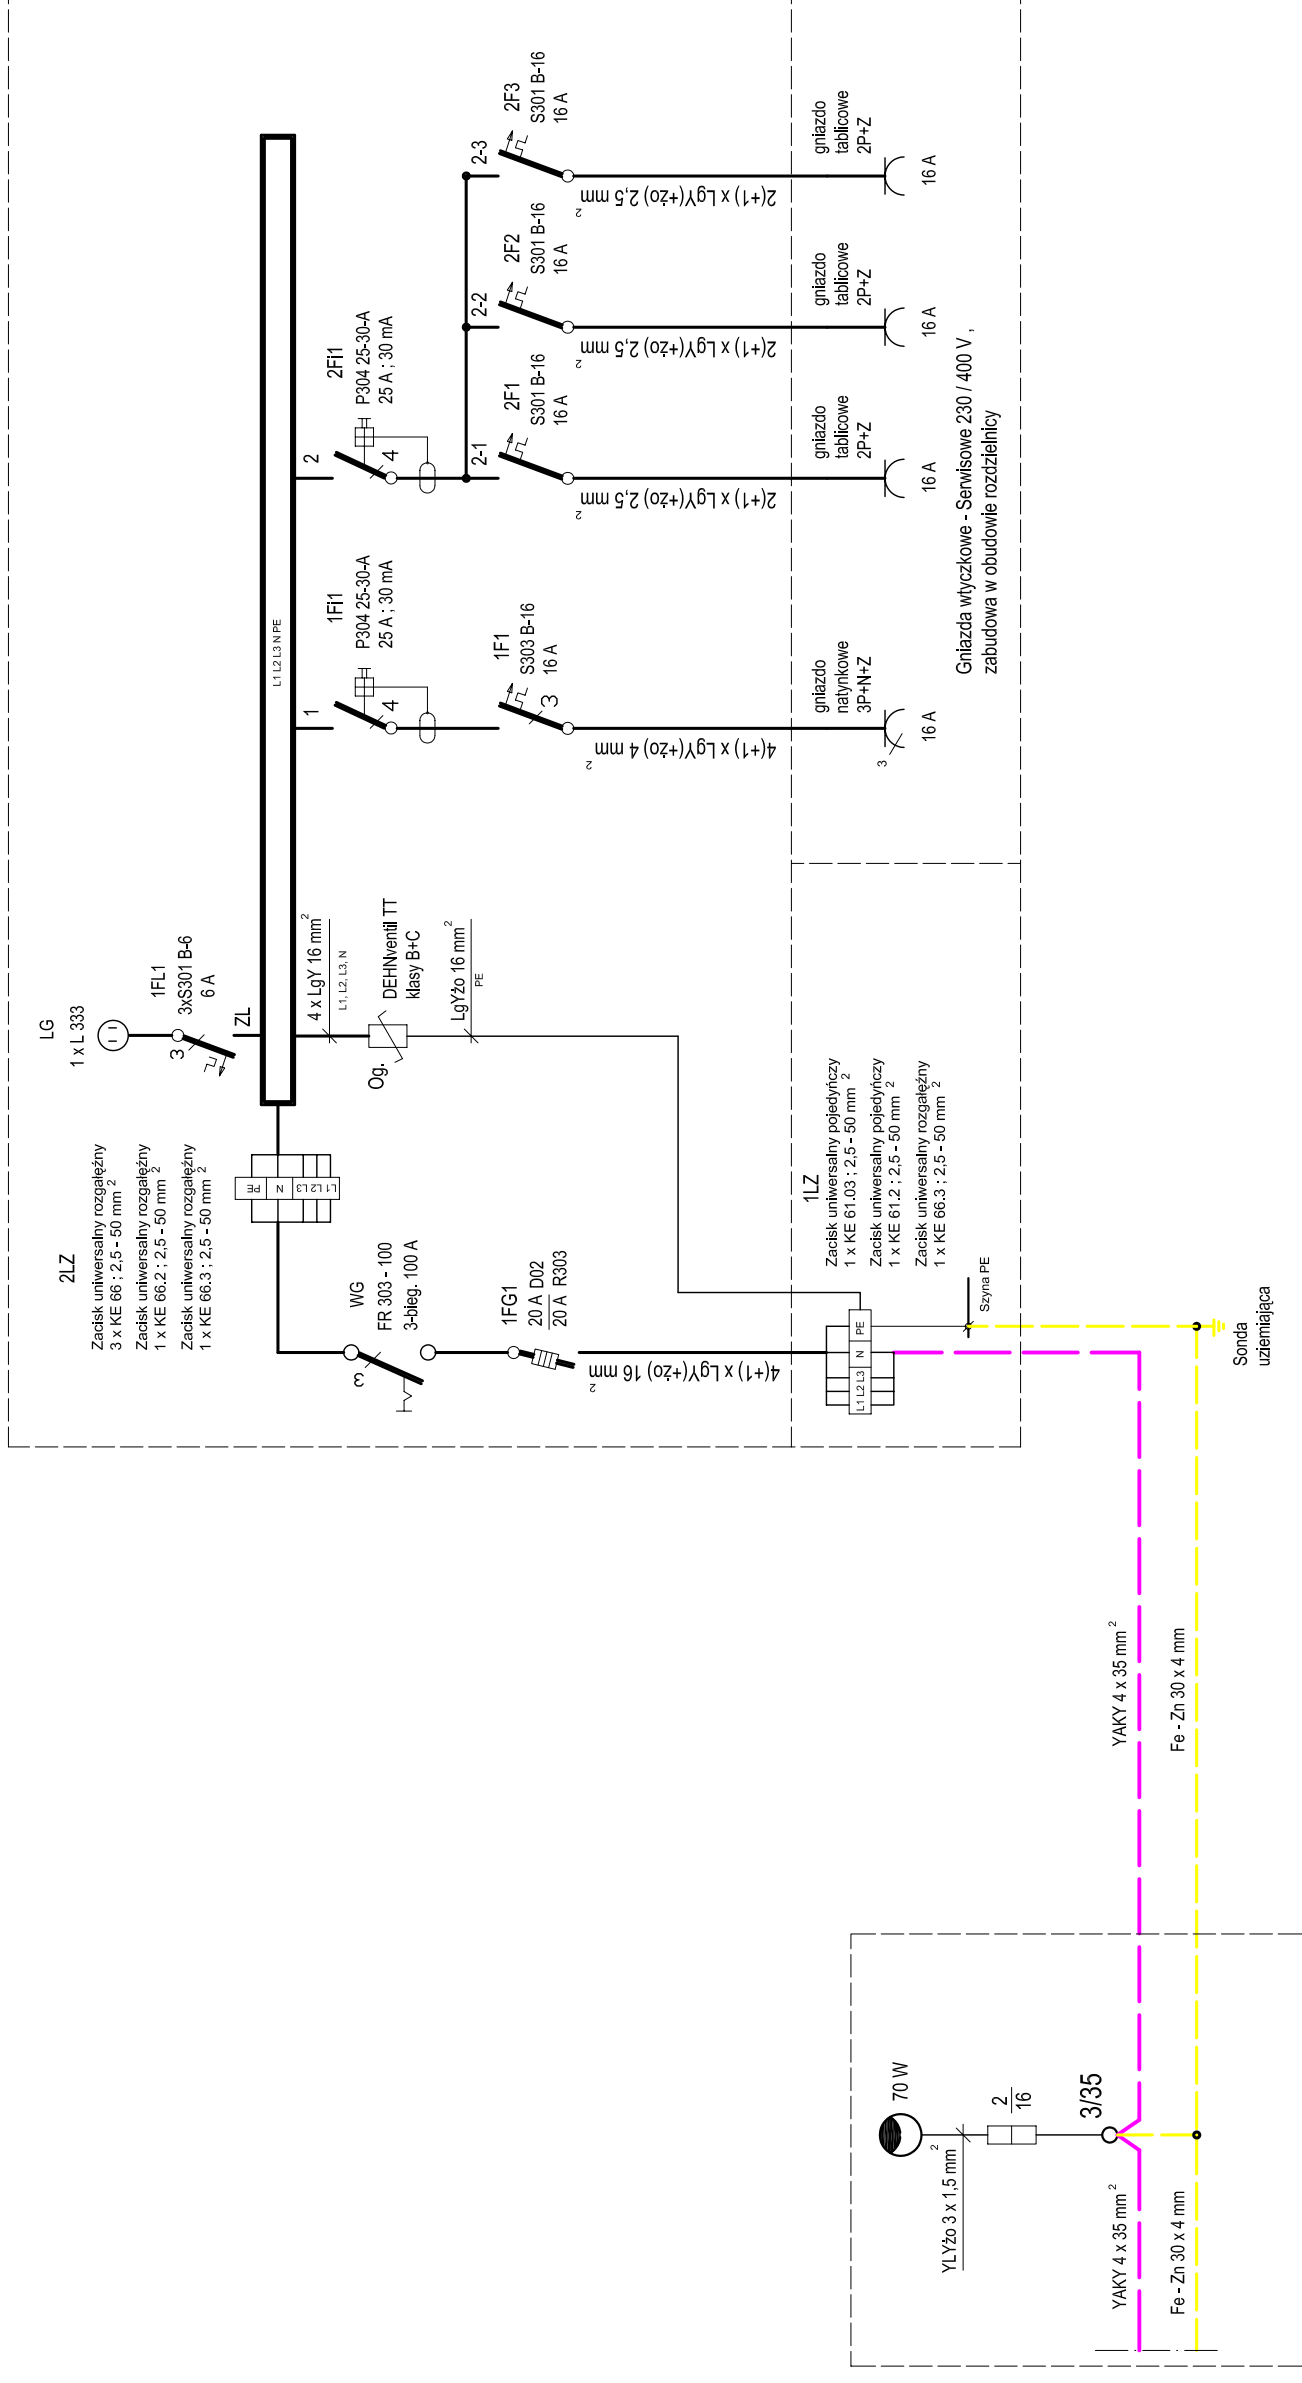 LG
1 x L 333
1FL1
3xS301 B-6
6 A
3
ZL
2LZ
Zacisk uniwersalny rozgałęźny
3 x KE 66 ; 2,5 - 50 mm 2
Zacisk uniwersalny rozgałęźny
1 x KE 66.2 ; 2,5 - 50 mm 2
Zacisk uniwersalny rozgałęźny
1 x KE 66.3 ; 2,5 - 50 mm 2
PE
N
L1 L2 L3
L1 L2 L3 N PE
WG
FR 303 - 100
3-bieg. 100 A
3
1FG1
20 A D02
20 A R303
4(+1) x LgY(+żo) 16 mm 2
4 x LgY 16 mm 2
L1, L2, L3, N
Og.
DEHNventil TT
klasy B+C
LgYżo 16 mm 2
PE
1
1Fi1
P304 25-30-A
25 A ; 30 mA
4
1F1
S303 B-16
16 A
3
4(+1) x LgY(+żo) 4 mm 2
gniazdo
natynkowe
3P+N+Z
3
16 A
2
2Fi1
P304 25-30-A
25 A ; 30 mA
4
2-1
2F1
S301 B-16
16 A
2(+1) x LgY(+żo) 2,5 mm 2
gniazdo
tablicowe
2P+Z
16 A
2-2
2F2
S301 B-16
16 A
2(+1) x LgY(+żo) 2,5 mm 2
gniazdo
tablicowe
2P+Z
16 A
2-3
2F3
S301 B-16
16 A
2(+1) x LgY(+żo) 2,5 mm 2
gniazdo
tablicowe
2P+Z
16 A
Gniazda wtyczkowe - Serwisowe 230 / 400 V ,
zabudowa w obudowie rozdzielnicy
1LZ
Zacisk uniwersalny pojedyńczy
1 x KE 61.03 ; 2,5 - 50 mm 2
Zacisk uniwersalny pojedyńczy
1 x KE 61.2 ; 2,5 - 50 mm 2
Zacisk uniwersalny rozgałęźny
1 x KE 66.3 ; 2,5 - 50 mm 2
L1 L2 L3
N
PE
Szyna PE
Sonda
uziemiająca
YAKY 4 x 35 mm 2
Fe - Zn 30 x 4 mm
70 W
YLYżo 3 x 1,5 mm 2
2
16
3/35
YAKY 4 x 35 mm 2
Fe - Zn 30 x 4 mm